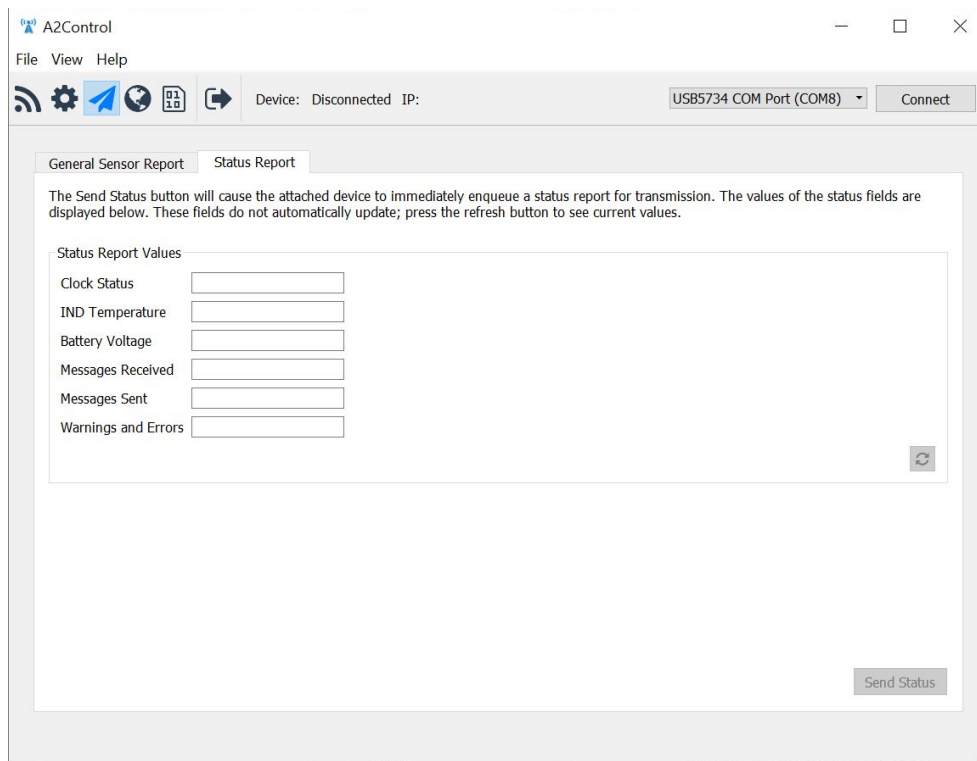 A2Control
File View Help
Device: Disconnected IP:
USB5734 COM Port (COM8)
Connect
General Sensor Report
Status Report
The Send Status button will cause the attached device to immediately enqueue a status report for transmission. The values of the status fields are
displayed below. These fields do not automatically update; press the refresh button to see current values.
Status Report Values
Clock Status
IND Temperature
Battery Voltage
Messages Received
Messages Sent
Warnings and Errors
Send Status